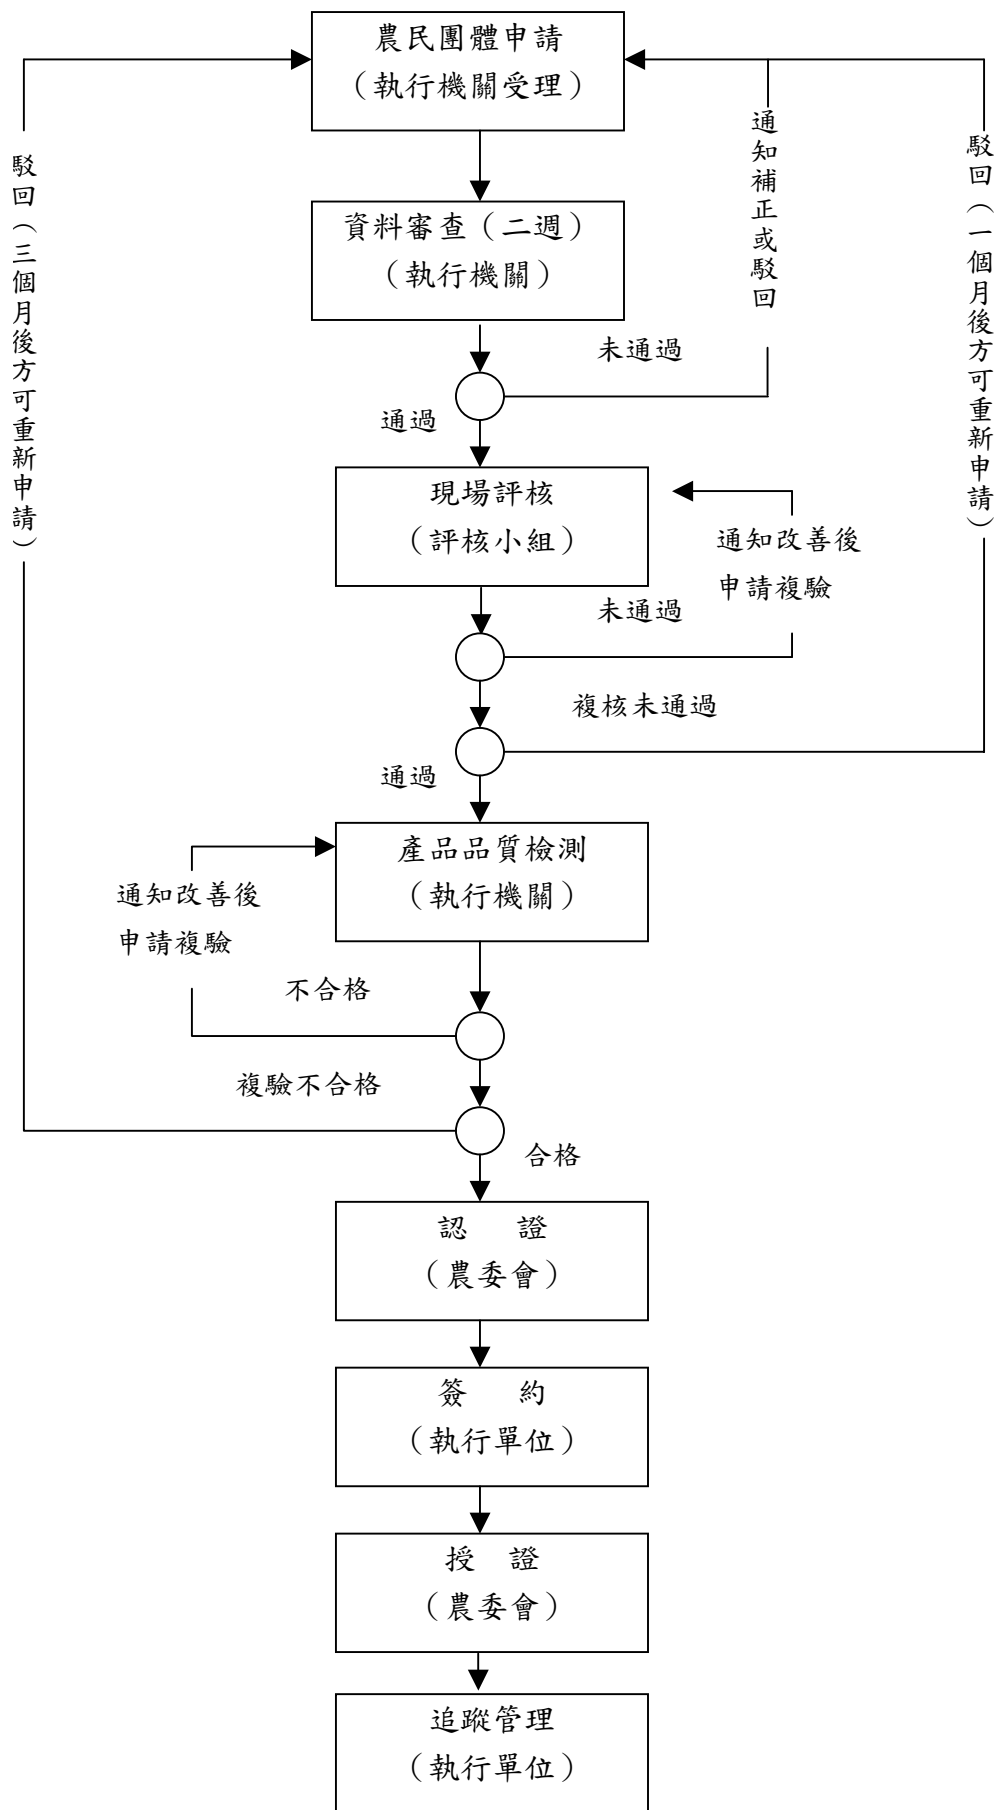 農民團體申請
（執行機關受理）
資料審查（二週）
（執行機關）
通知補正或駁回
駁回（一個月後方可重新申請）
駁回（三個月後方可重新申請）
未通過
通過
現場評核
（評核小組）
通知改善後
申請複驗
未通過
複核未通過
通過
產品品質檢測
（執行機關）
通知改善後
申請複驗
不合格
複驗不合格
合格
認　證
（農委會）
簽　約
（執行單位）
授　證
（農委會）
追蹤管理
（執行單位）